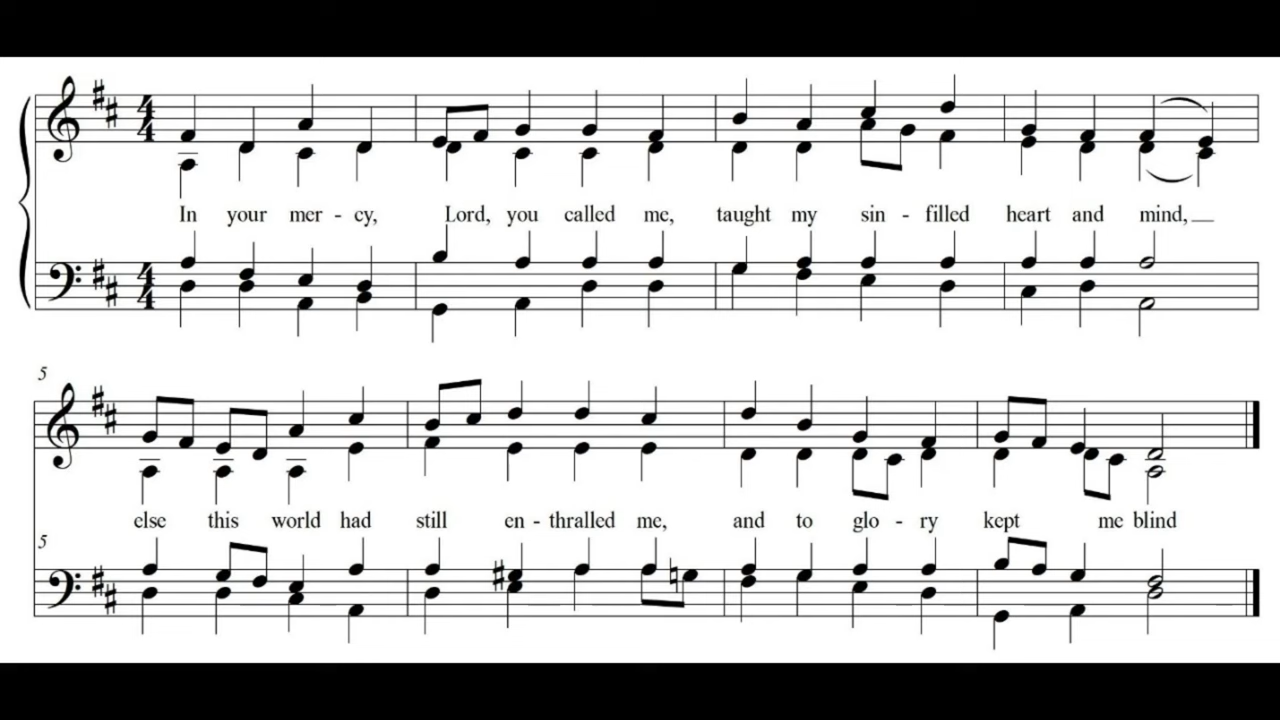 In your mer - cy, Lord, you called me, taught my sin - filled heart and mind,
5
else this world had still en - thralled me, and to glo - ry kept me blind
5